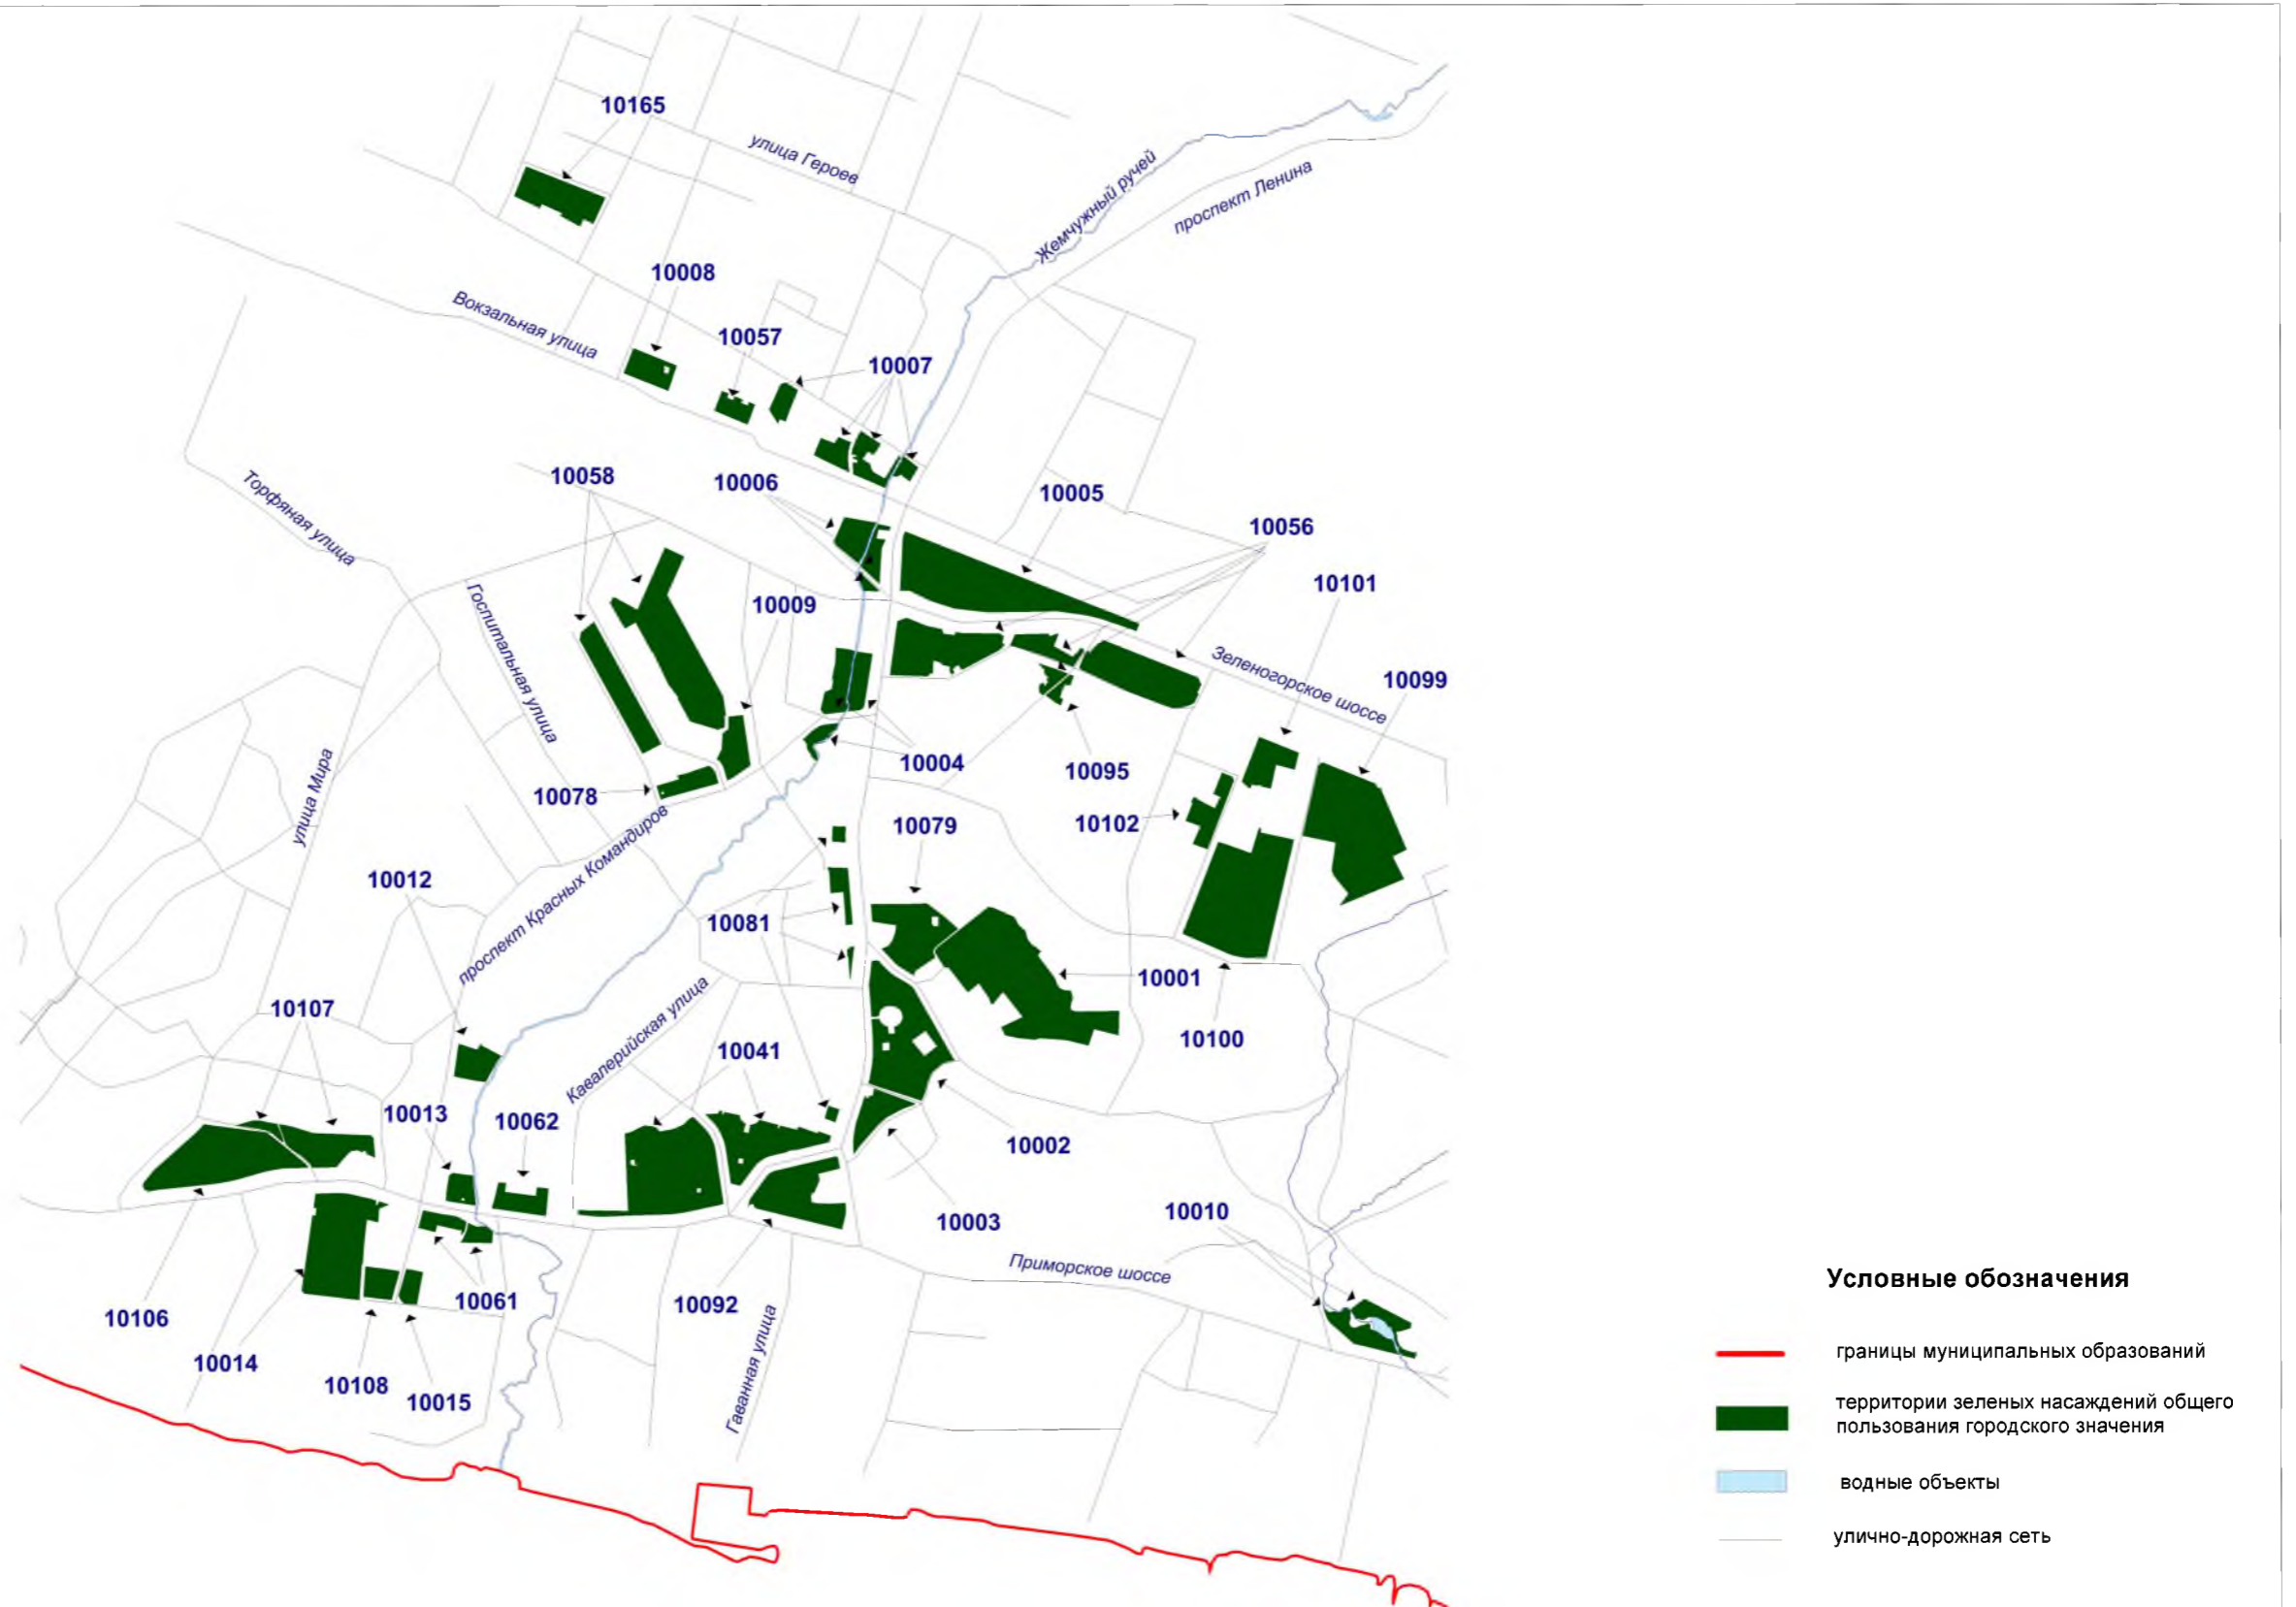 10165
улица Героев
Жемчужный ручей
проспект Ленина
10008
Вокзальная улица
10057
10007
10058
10006
10005
10056
Торфяная улица
10101
Госпитальная улица
10009
Зеленогорское шоссе
10099
10004
10095
10078
улица Мира
проспект Красных Командиров
10079
10102
10012
10081
10001
Кавалерийская улица
10107
10041
10100
10013
10062
10002
10003
10010
Приморское шоссе
10106
10061
10092
Гаванная улица
10014
10108
10015
Условные обозначения
границы муниципальных образований
территории зеленых насаждений общего
пользования городского значения
водные объекты
улично-дорожная сеть